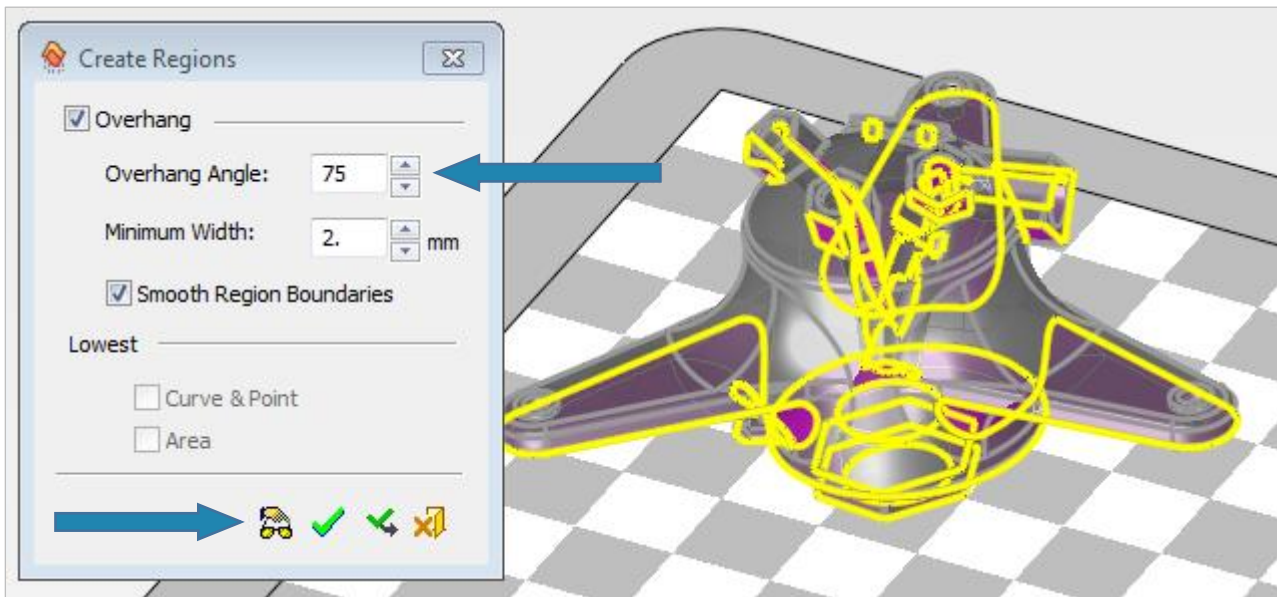 Create Regions
Overhang
Overhang Angle: 75
Minimum Width: 2. mm
Smooth Region Boundaries
Lowest
Curve & Point
Area